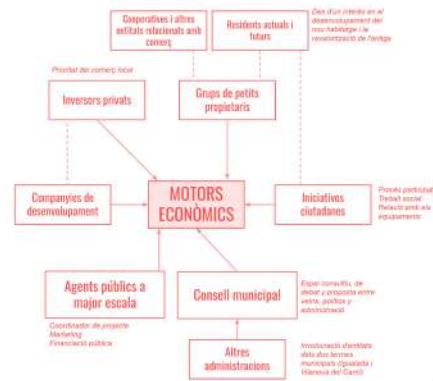 Cooperatives i altres
entitats relacionats amb
comerç
Residents actuals i
futurs
Des d'un interès en el
desenvolupament del
nou habitatge i la
revalorització de l'antiga
Prioritat del comerç local
Inversors privats
Grups de petits
propietaris
Companyies de
desenvolupament
MOTORS
ECONÒMICS
Iniciatives
ciutadanes
Procés participat
Treball social
Relació amb els
equipaments
Agents públics a
major escala
Coordinador de projecte
Marketing
Financiació pública
Consell municipal
Espai consultiu, de
debat y proposta entre
veïns, polítics y
administració
Altres
administracions
Involucració d'entitats
dels dos termes
municipals (Igualada i
Vilanova del Camí)